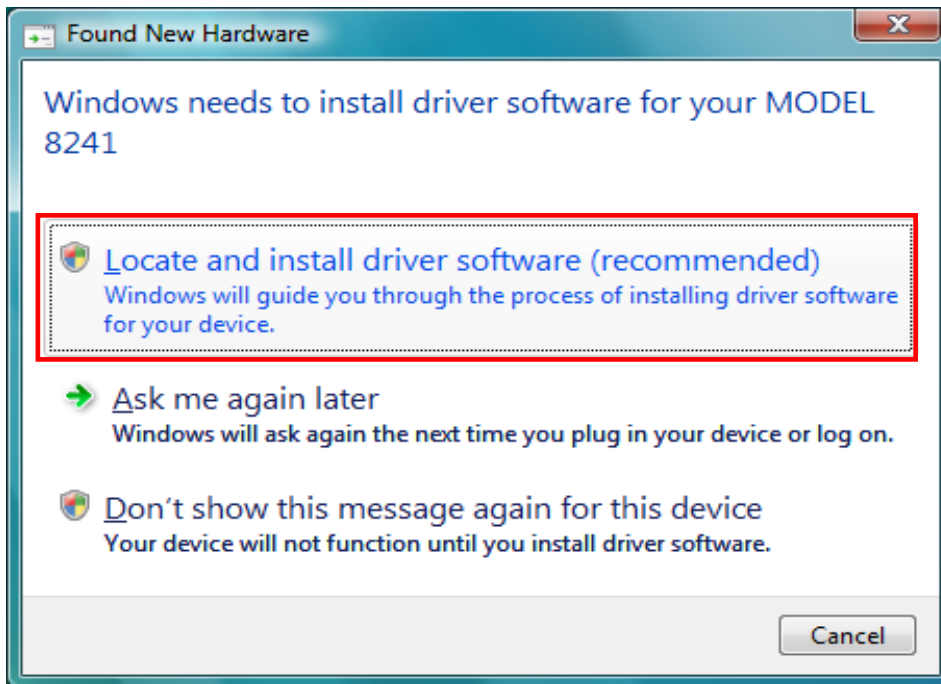 Found New Hardware
Windows needs to install driver software for your MODEL
8241
Locate and install driver software (recommended)
Windows will guide you through the process of installing driver software
for your device.
Ask me again later
Windows will ask again the next time you plug in your device or log on.
Don't show this message again for this device
Your device will not function until you install driver software.
Cancel